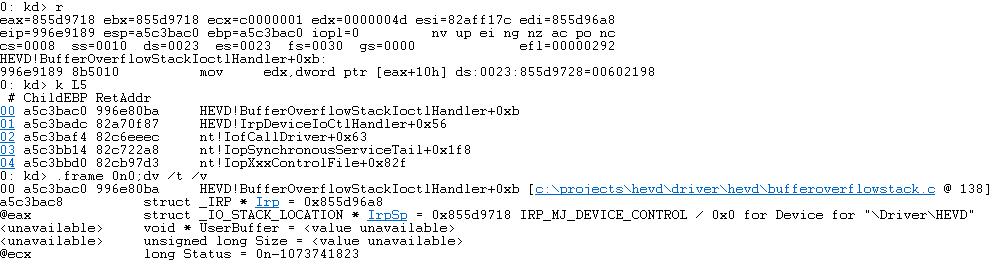 0: kd> r
eax=855d9718 ebx=855d9718 ecx=c0000001 edx=0000004d esi=82aff17c edi=855d96a8
eip=996e9189 esp=a5c3bac0 ebp=a5c3bac0 iopl=0         nv up ei ng nz ac po nc
cs=0008  ss=0010  ds=0023  es=0023  fs=0030  gs=0000             efl=00000292
HEVD!BufferOverflowStackIoctlHandler+0xb:
996e9189 8b5010          mov     edx,dword ptr [eax+10h] ds:0023:855d9728=00602198
0: kd> k L5
 # ChildEBP RetAddr
00 a5c3bac0 996e80ba     HEVD!BufferOverflowStackIoctlHandler+0xb
01 a5c3badc 82a70f87     HEVD!IrpDeviceIoCtlHandler+0x56
02 a5c3baf4 82c6eeec     nt!IofCallDriver+0x63
03 a5c3bb14 82c722a8     nt!IopSynchronousServiceTail+0x1f8
04 a5c3bbd0 82cb97d3     nt!IopXxxControlFile+0x82f
0: kd> .frame 0n0;dv /t /v
00 a5c3bac0 996e80ba     HEVD!BufferOverflowStackIoctlHandler+0xb [c:\projects\hevd\driver\hevd\bufferoverflowstack.c @ 138]
a5c3bac8          struct _IRP * Irp = 0x855d96a8
@eax              struct _IO_STACK_LOCATION * IrpSp = 0x855d9718 IRP_MJ_DEVICE_CONTROL / 0x0 for Device for "\Driver\HEVD"
<unavailable>     void * UserBuffer = <value unavailable>
<unavailable>     unsigned long Size = <value unavailable>
@ecx              long Status = 0n-1073741823